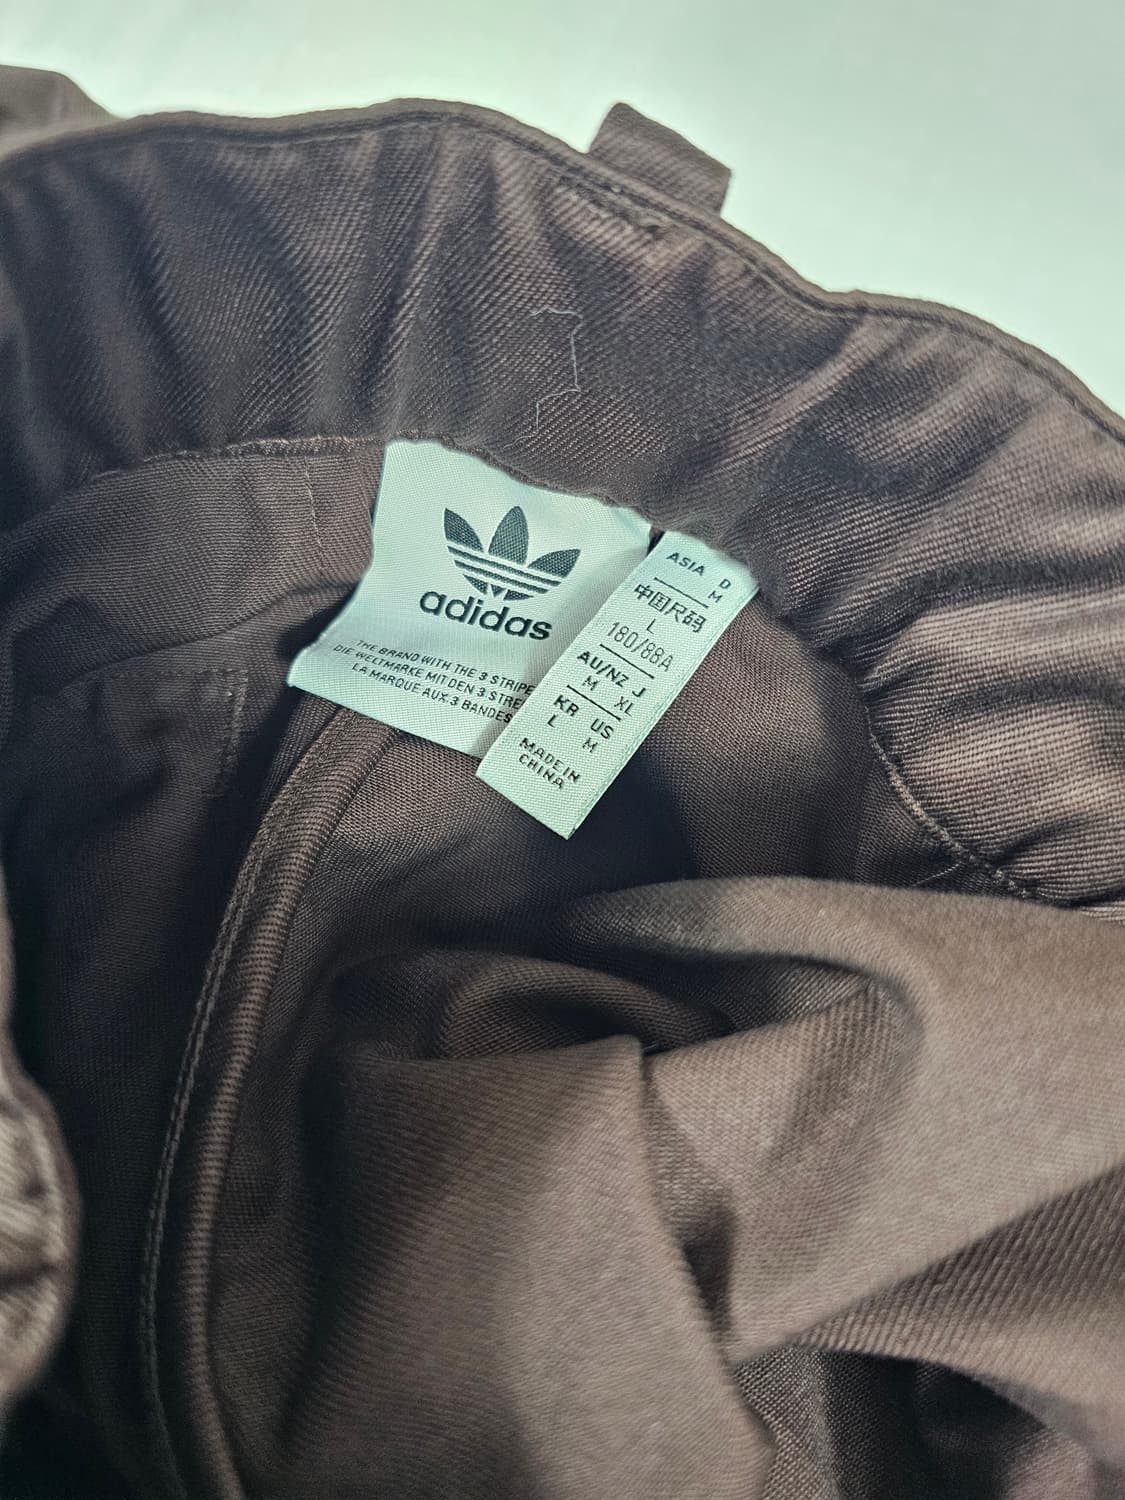 adidas
THE BRAND WITH THE 3 STRIPE
DIE WELTMARKE MIT DEN 3 STRE
LA MARQUE AUX 3 BANDES
ASIA D
M
中国尺码
L
180/88A
AU/NZ J
M XL
KR US
L M
MADE IN
CHINA